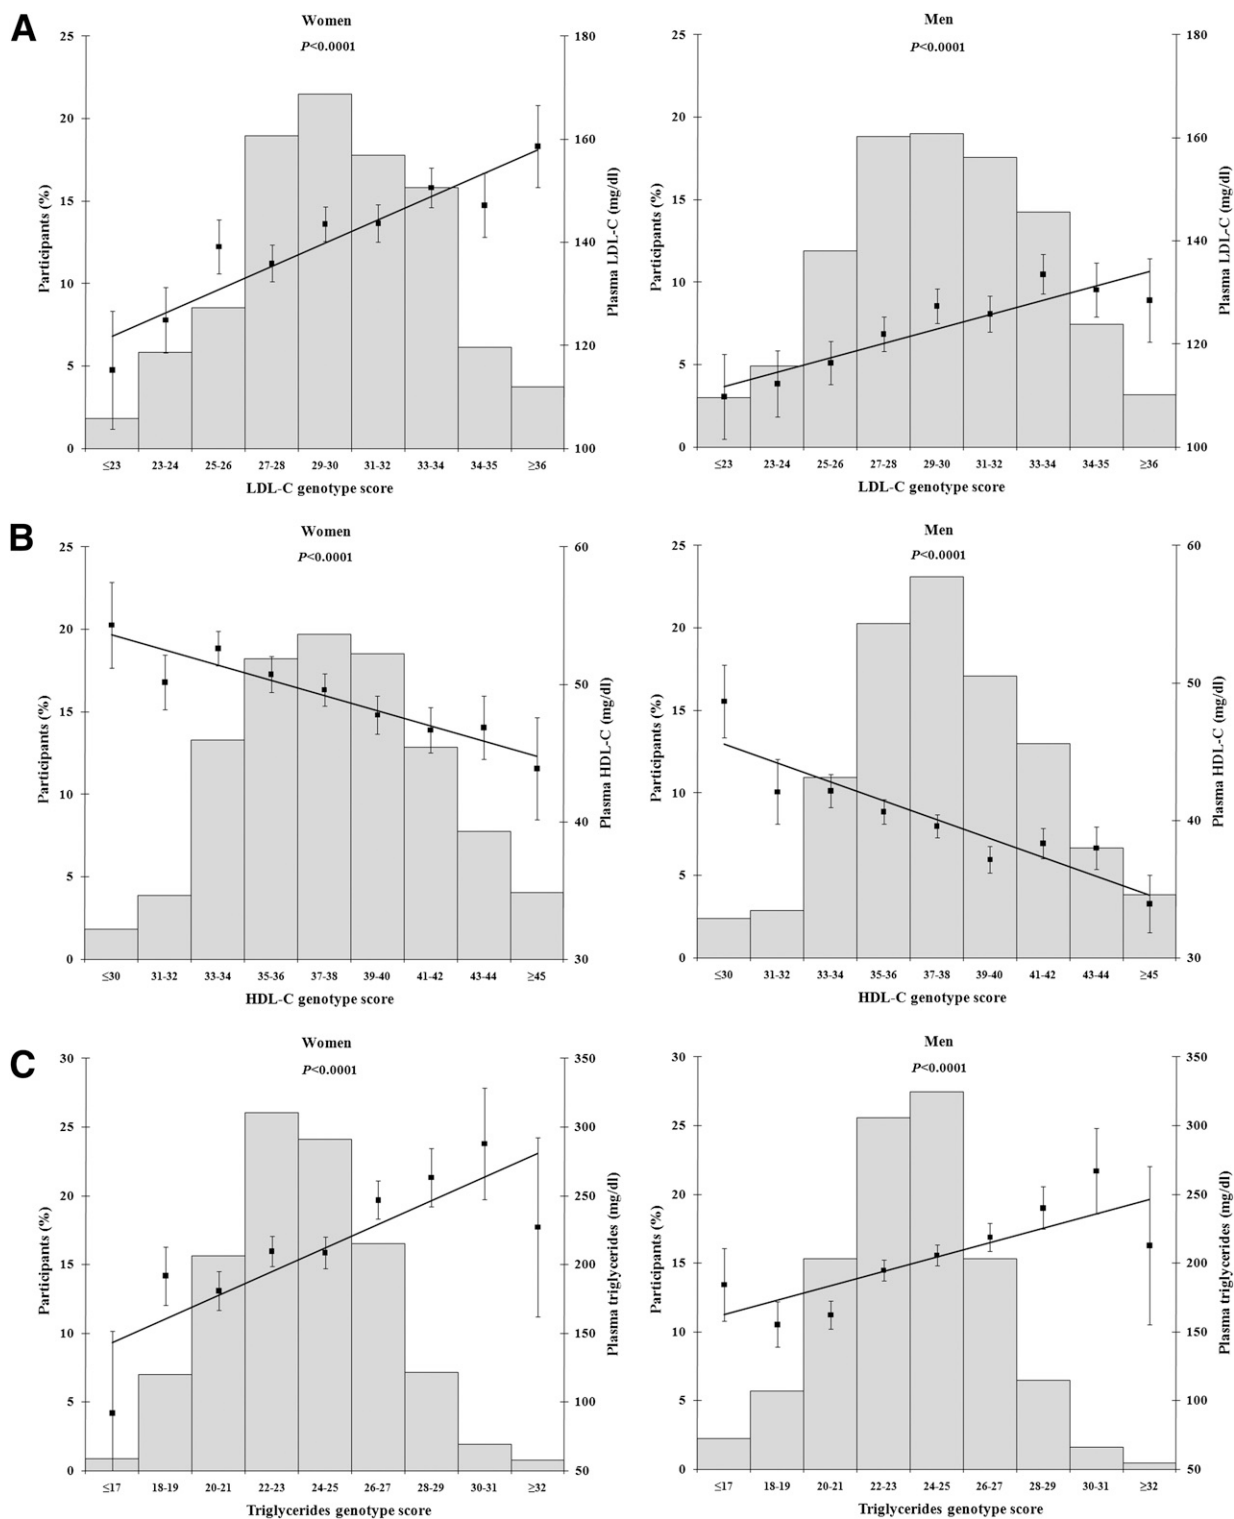 A
Women
P<0.0001
25
20
15
10
5
0
Participants (%)
180
160
140
120
100
Plasma LDL-C (mg/dl)
≤23 23-24 25-26 27-28 29-30 31-32 33-34 34-35 ≥36
LDL-C genotype score
Men
P<0.0001
25
20
15
10
5
0
Participants (%)
180
160
140
120
100
Plasma LDL-C (mg/dl)
≤23 23-24 25-26 27-28 29-30 31-32 33-34 34-35 ≥36
LDL-C genotype score
B
Women
P<0.0001
25
20
15
10
5
0
Participants (%)
60
50
40
30
Plasma HDL-C (mg/dl)
≤30 31-32 33-34 35-36 37-38 39-40 41-42 43-44 ≥45
HDL-C genotype score
Men
P<0.0001
25
20
15
10
5
0
Participants (%)
60
50
40
30
Plasma HDL-C (mg/dl)
≤30 31-32 33-34 35-36 37-38 39-40 41-42 43-44 ≥45
HDL-C genotype score
C
Women
P<0.0001
30
25
20
15
10
5
0
Participants (%)
350
300
250
200
150
100
50
Plasma triglycerides (mg/dl)
≤17 18-19 20-21 22-23 24-25 26-27 28-29 30-31 ≥32
Triglycerides genotype score
Men
P<0.0001
30
25
20
15
10
5
0
Participants (%)
350
300
250
200
150
100
50
Plasma triglycerides (mg/dl)
≤17 18-19 20-21 22-23 24-25 26-27 28-29 30-31 ≥32
Triglycerides genotype score